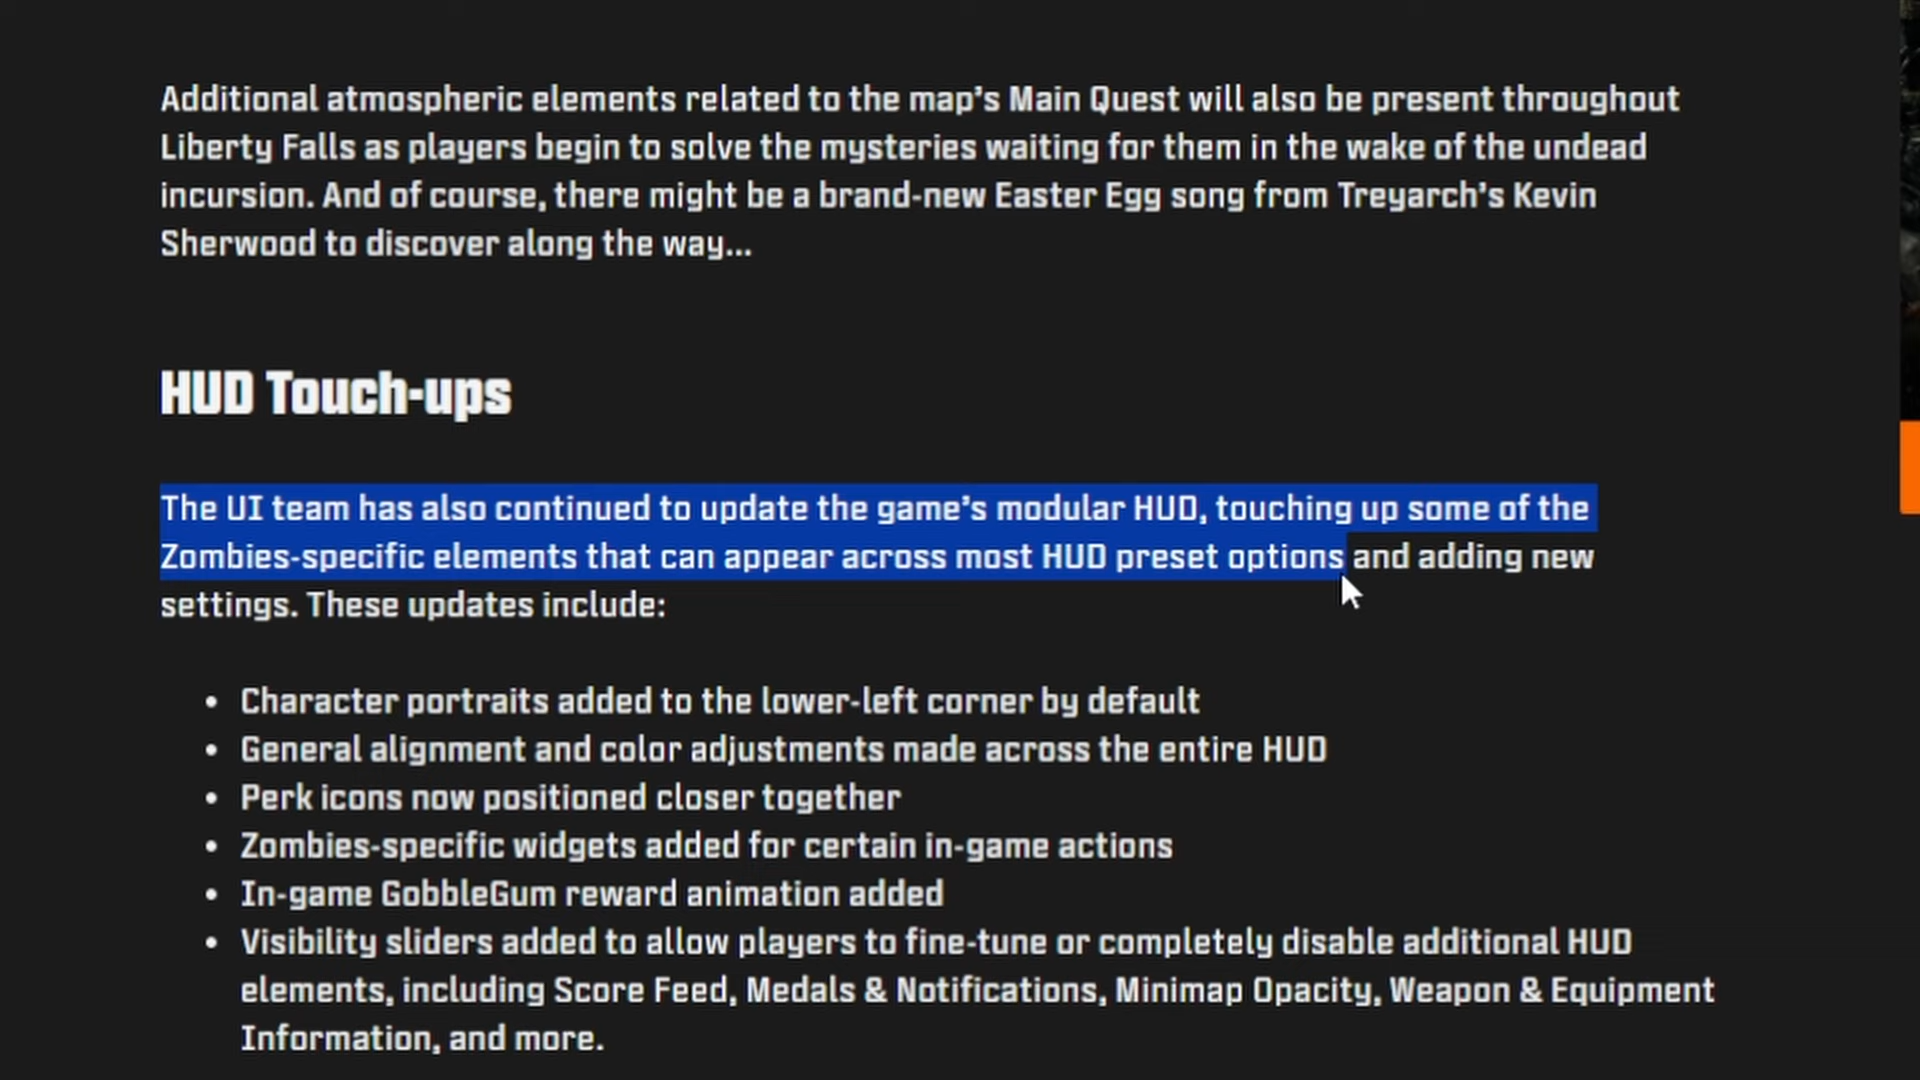 Additional atmospheric elements related to the map’s Main Quest will also be present throughout
Liberty Falls as players begin to solve the mysteries waiting for them in the wake of the undead
incursion. And of course, there might be a brand-new Easter Egg song from Treyarch’s Kevin
Sherwood to discover along the way...
HUD Touch-ups
The UI team has also continued to update the game’s modular HUD, touching up some of the
Zombies-specific elements that can appear across most HUD preset options and adding new
settings. These updates include:
• Character portraits added to the lower-left corner by default
• General alignment and color adjustments made across the entire HUD
• Perk icons now positioned closer together
• Zombies-specific widgets added for certain in-game actions
• In-game GobbleGum reward animation added
• Visibility sliders added to allow players to fine-tune or completely disable additional HUD
elements, including Score Feed, Medals & Notifications, Minimap Opacity, Weapon & Equipment
Information, and more.